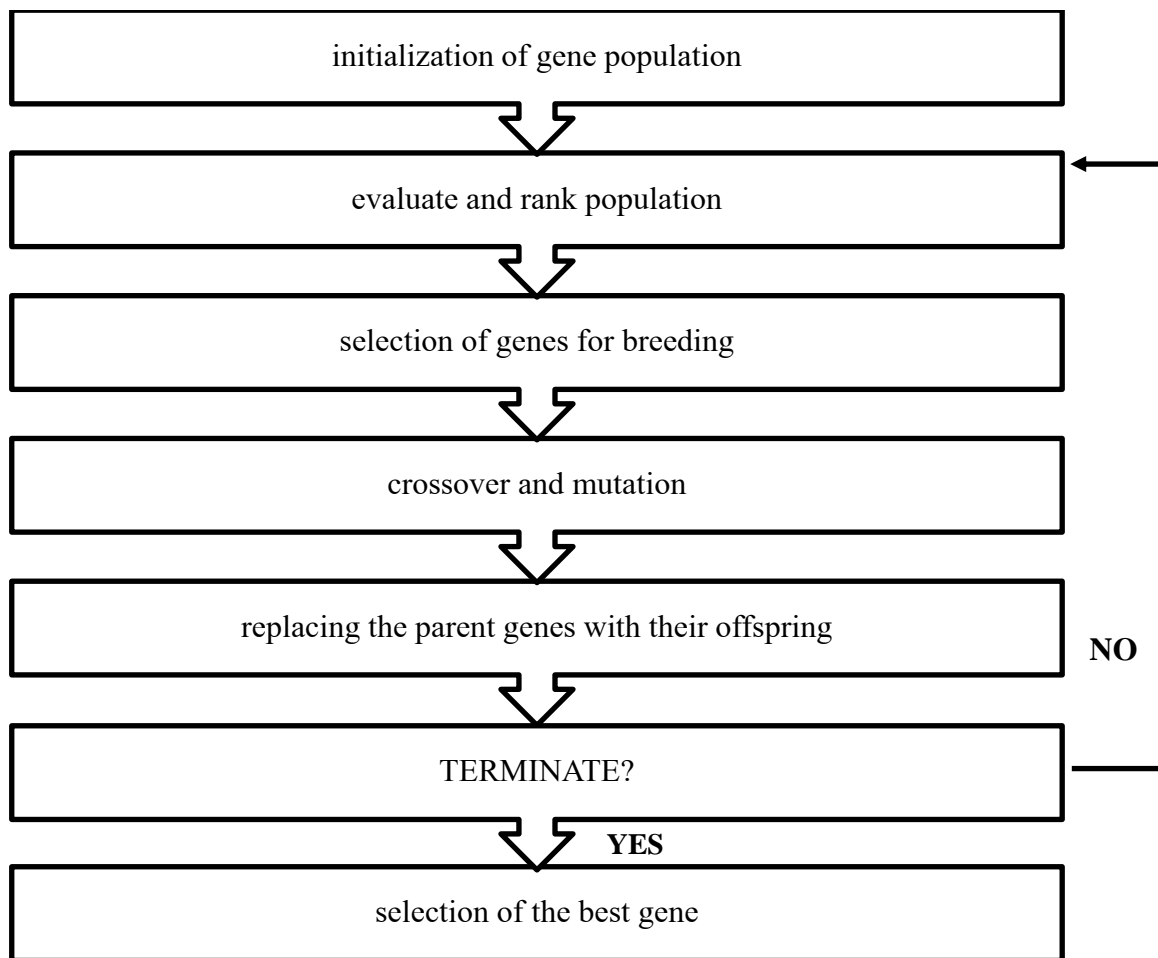 initialization of gene population
evaluate and rank population
selection of genes for breeding
crossover and mutation
replacing the parent genes with their offspring
NO
TERMINATE?
YES
selection of the best gene